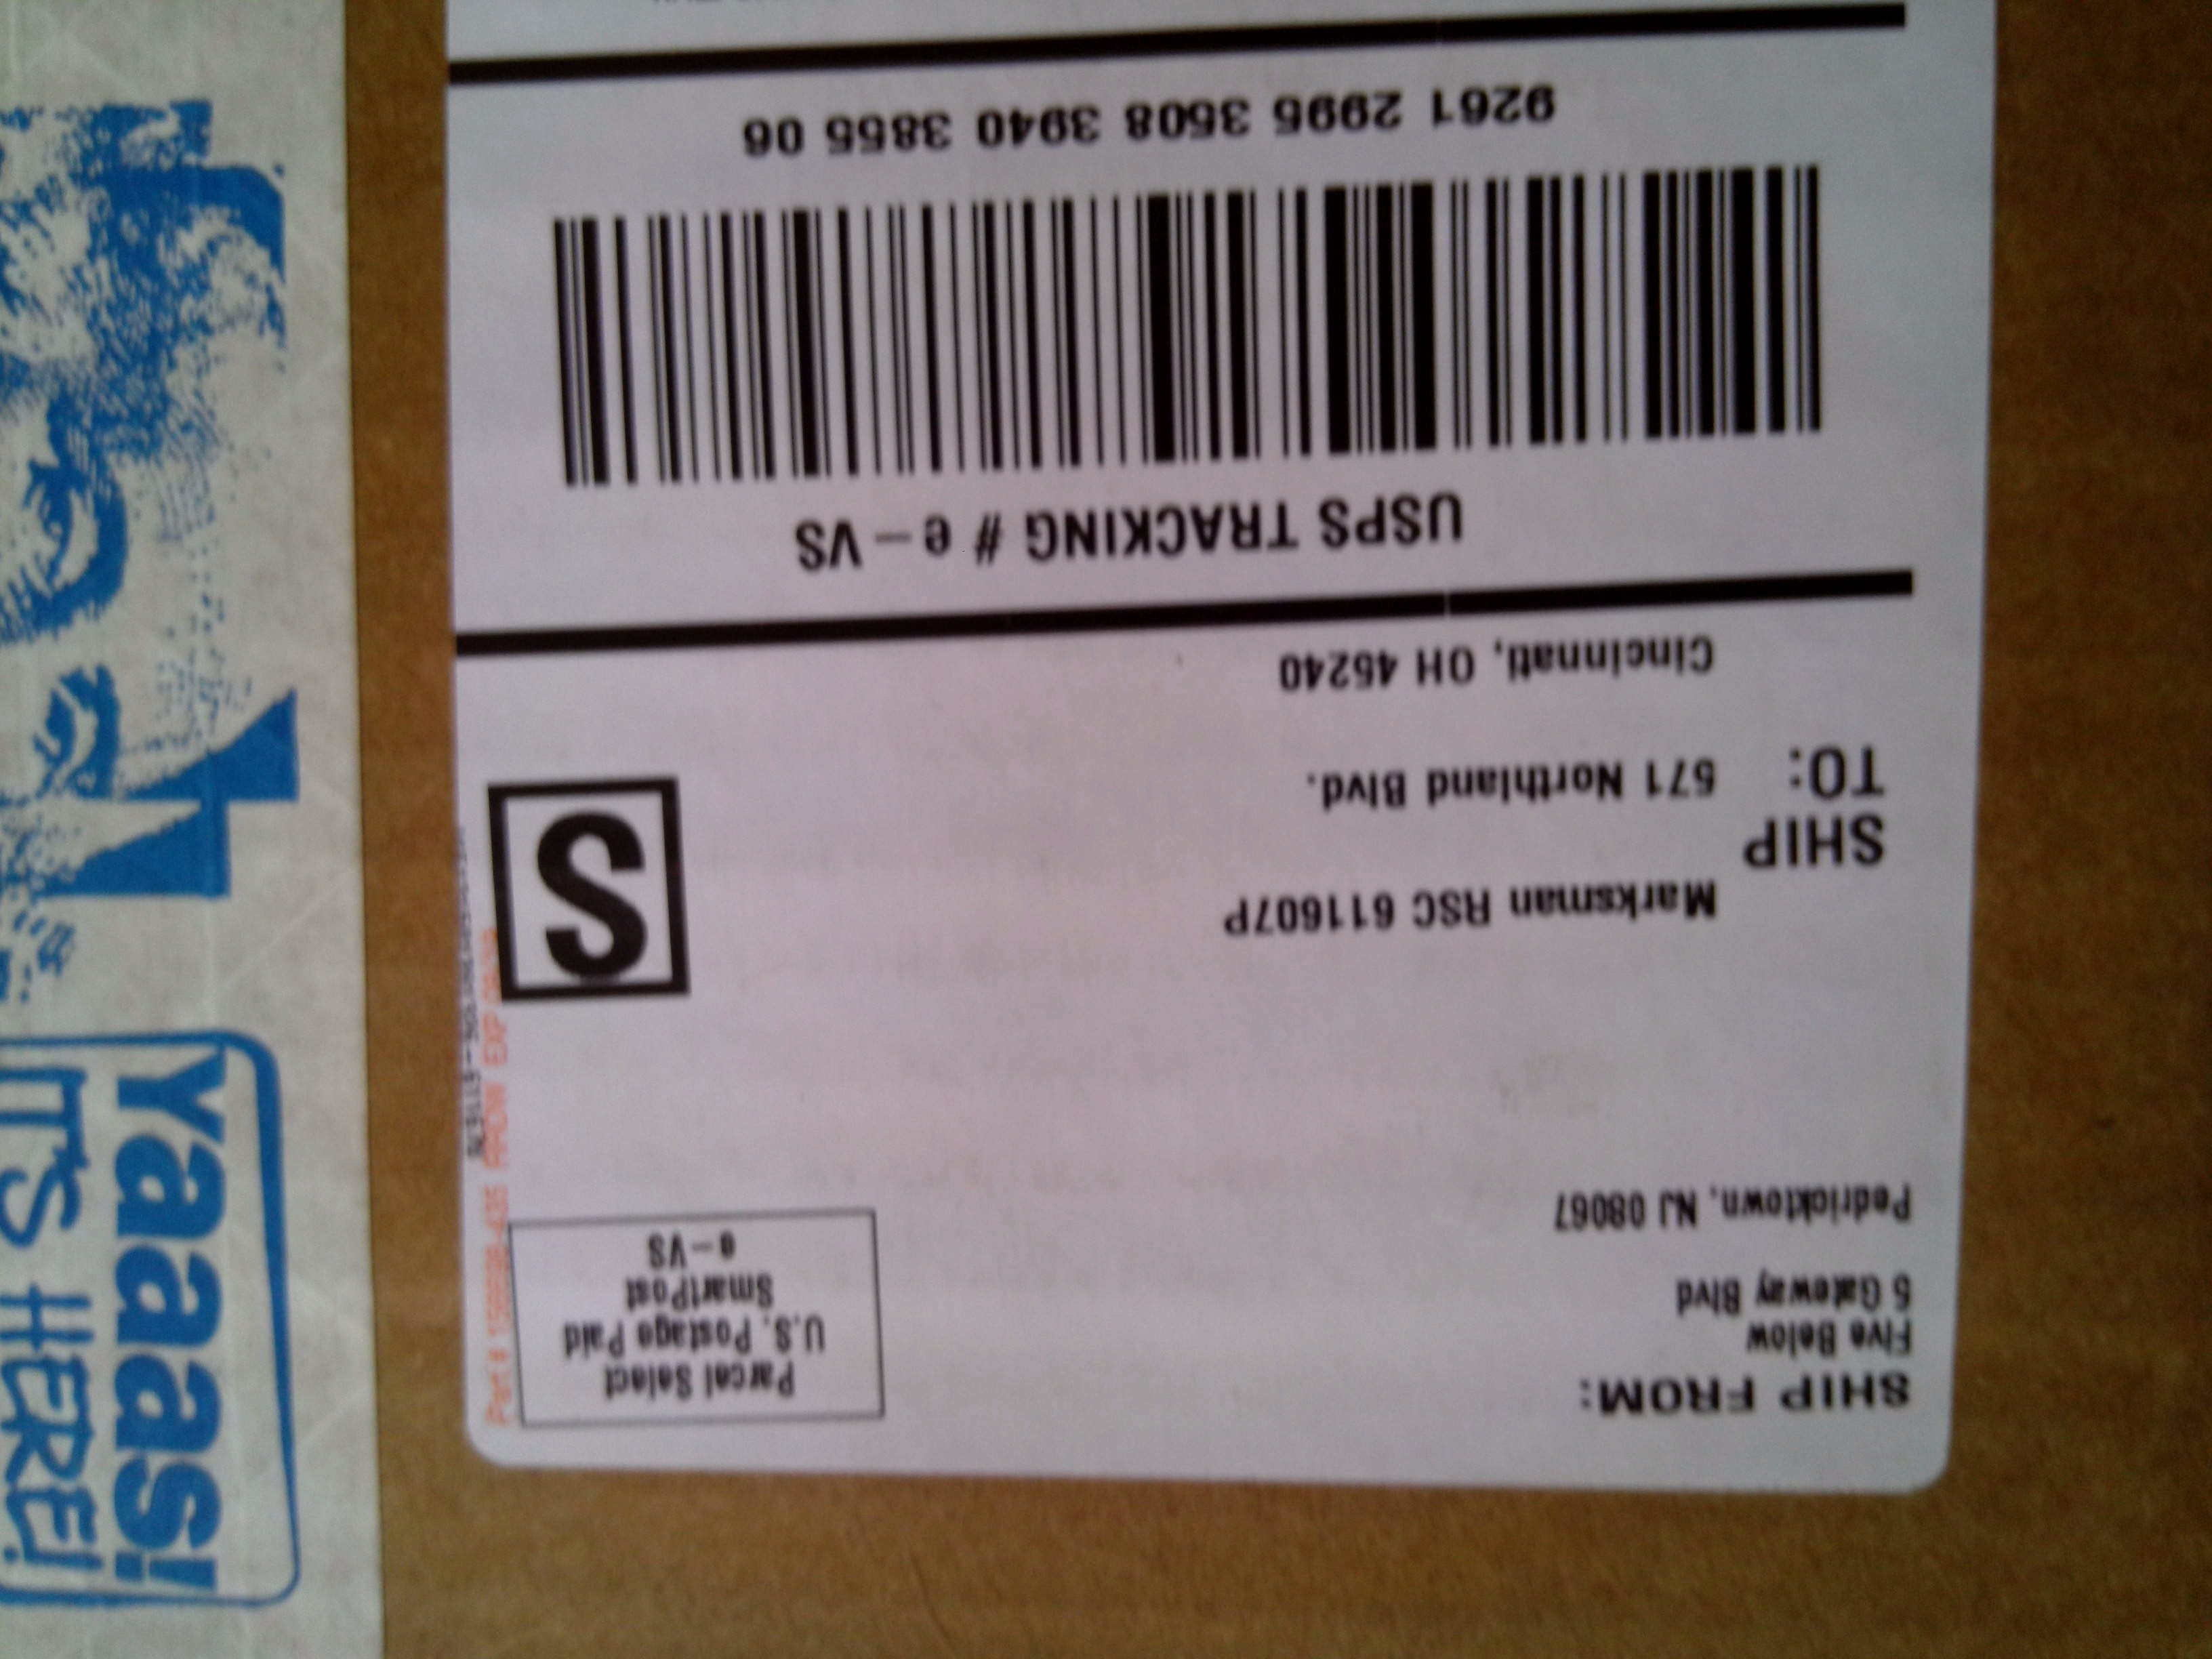 SHIP FROM:
Five Below
5 Gateway Blvd
Pedricktown, NJ 08067
Parcel Select
U.S. Postage Paid
SmartPost
e-VS
SHIP
TO:
Marksman RSC 611607P
571 Northland Blvd.
Cincinnati, OH 45240
S
USPS TRACKING # e-VS
9261 2995 3508 3940 3855 06
Yaaas!
IT'S HERE!